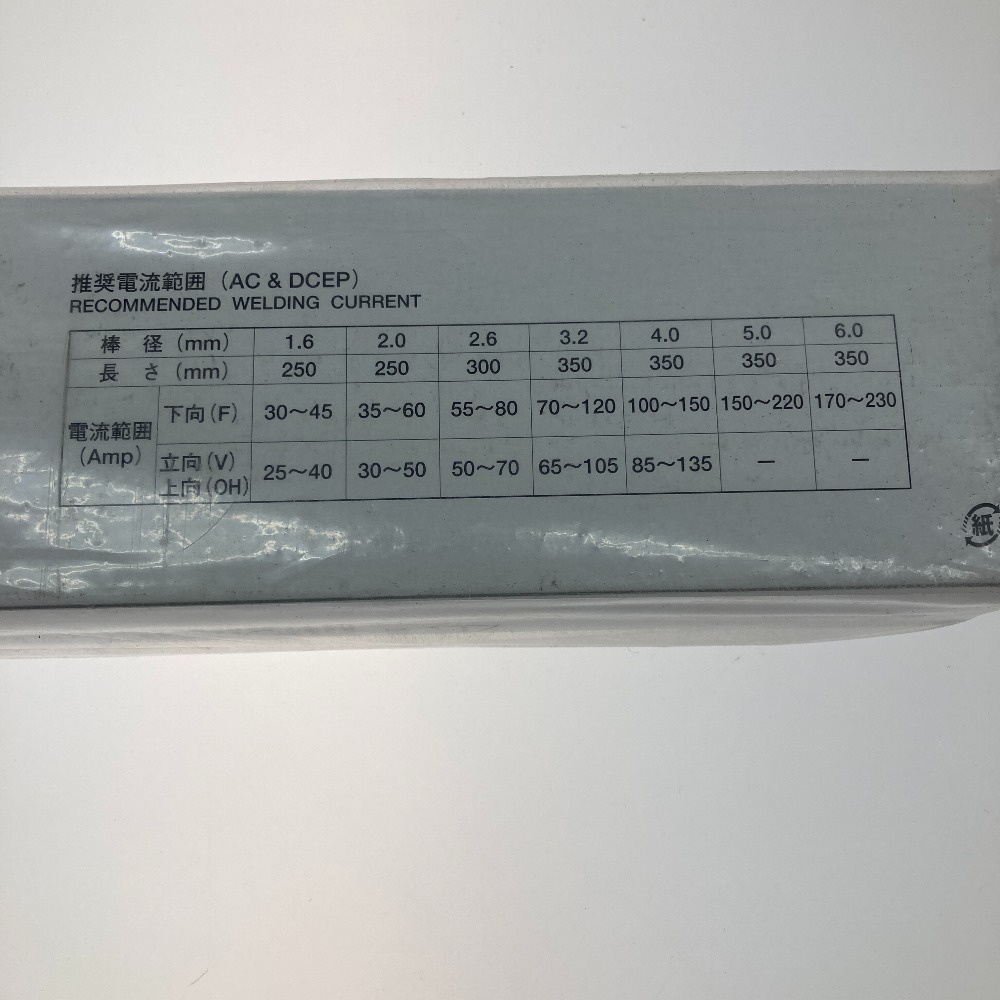 推奨電流範囲（AC & DCEP）
RECOMMENDED WELDING CURRENT
棒 径（mm） 1.6 2.0 2.6 3.2 4.0 5.0 6.0
長 さ（mm） 250 250 300 350 350 350 350
電流範囲（Amp） 下向（F） 30～45 35～60 55～80 70～120 100～150 150～220 170～230
立向（V） 上向（OH） 25～40 30～50 50～70 65～105 85～135 － －
紙